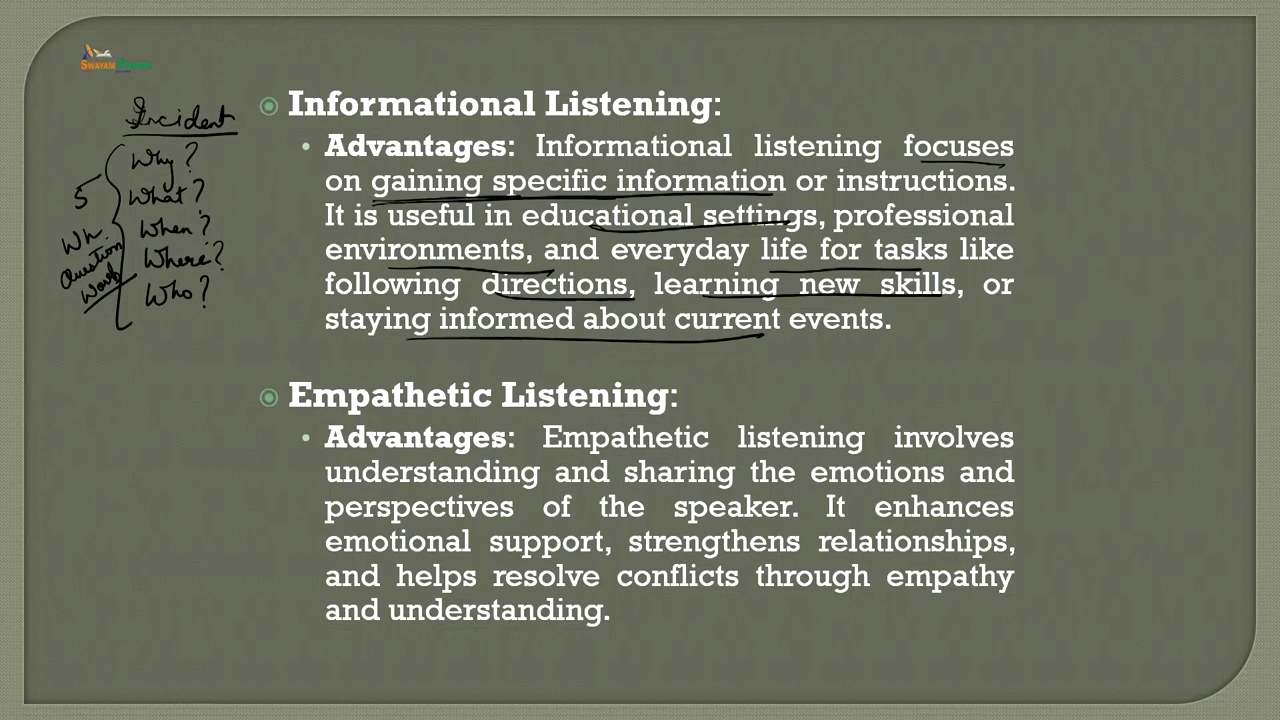 SWAYAM PRABHA
Incident
Why?
What?
When?
Where?
Who?
5
Wh
Question
Words
Informational Listening:
Advantages: Informational listening focuses
on gaining specific information or instructions.
It is useful in educational settings, professional
environments, and everyday life for tasks like
following directions, learning new skills, or
staying informed about current events.
Empathetic Listening:
Advantages: Empathetic listening involves
understanding and sharing the emotions and
perspectives of the speaker. It enhances
emotional support, strengthens relationships,
and helps resolve conflicts through empathy
and understanding.